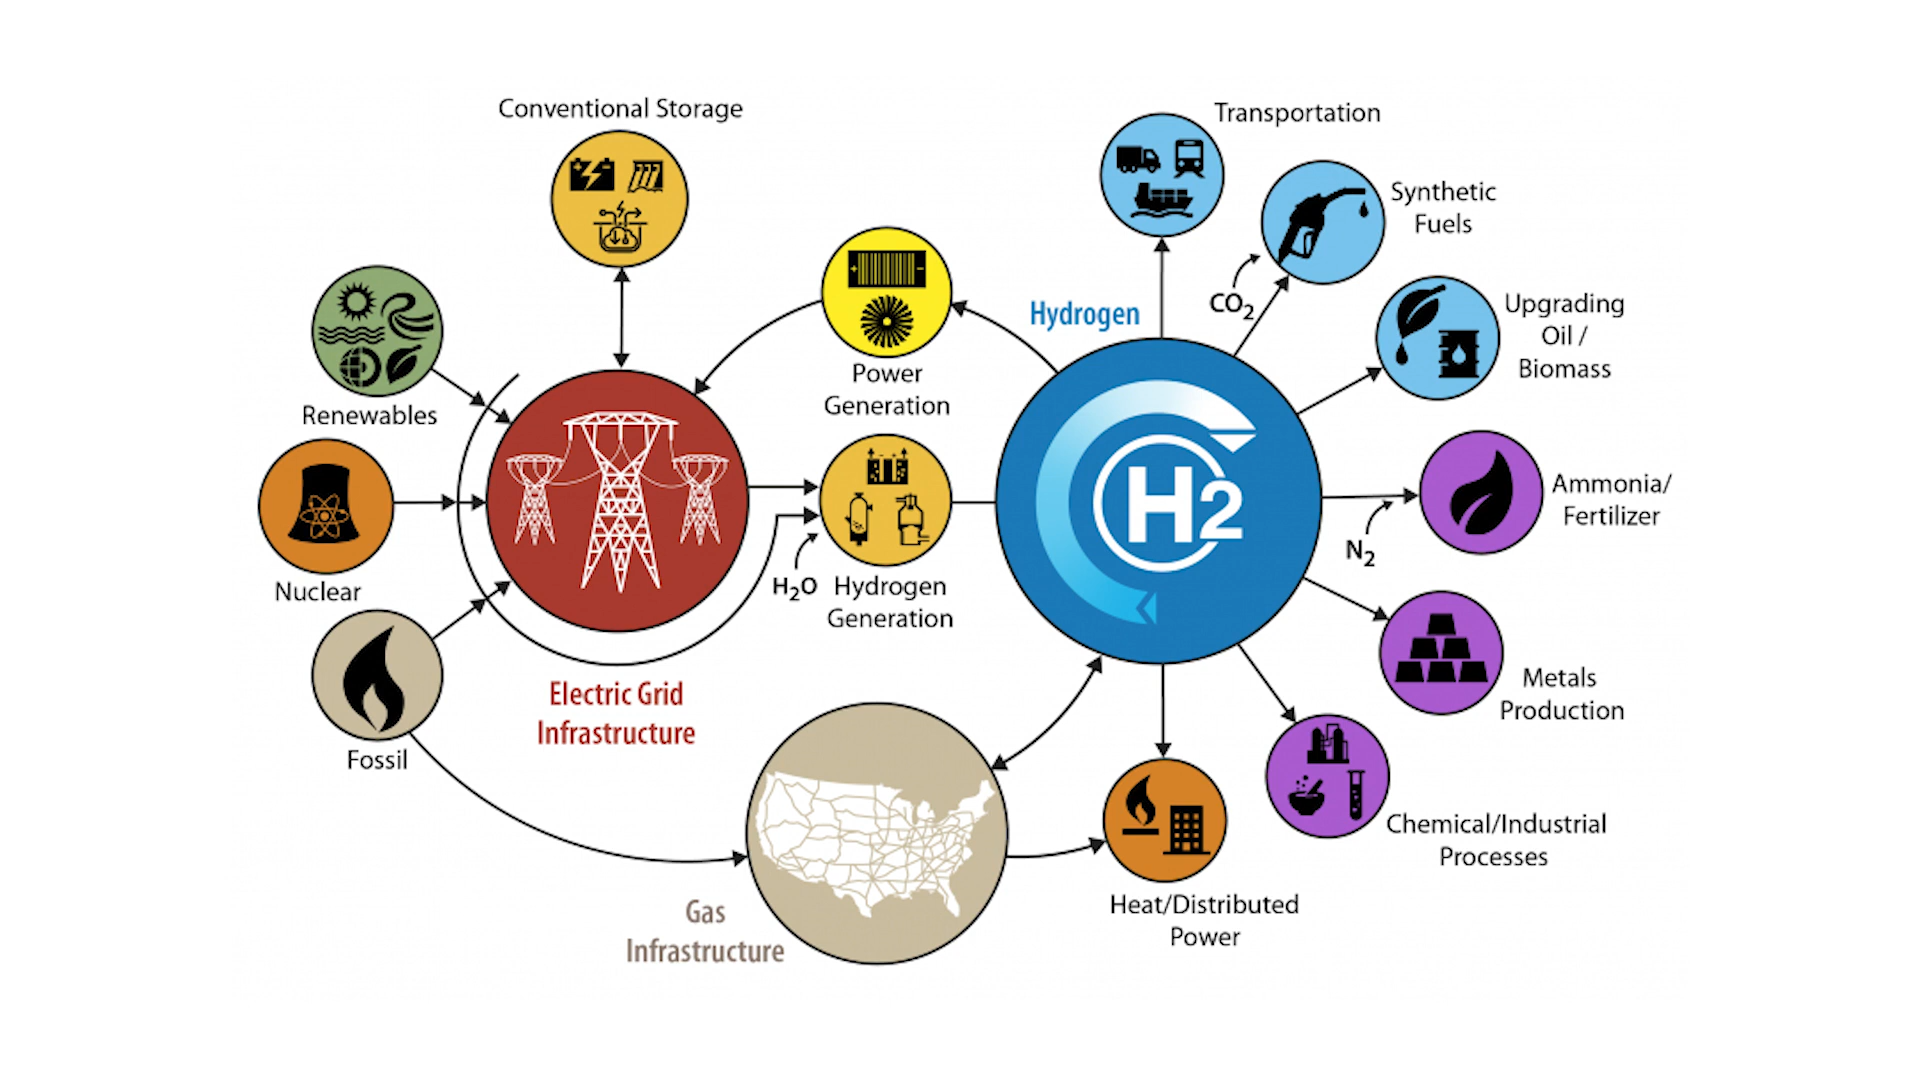 Conventional Storage
Transportation
Synthetic
Fuels
CO2
Hydrogen
Upgrading
Oil /
Biomass
Power
Generation
Renewables
H2
Ammonia/
Fertilizer
N2
Nuclear
H2O
Hydrogen
Generation
Electric Grid
Infrastructure
Metals
Production
Fossil
Chemical/Industrial
Processes
Gas
Infrastructure
Heat/Distributed
Power